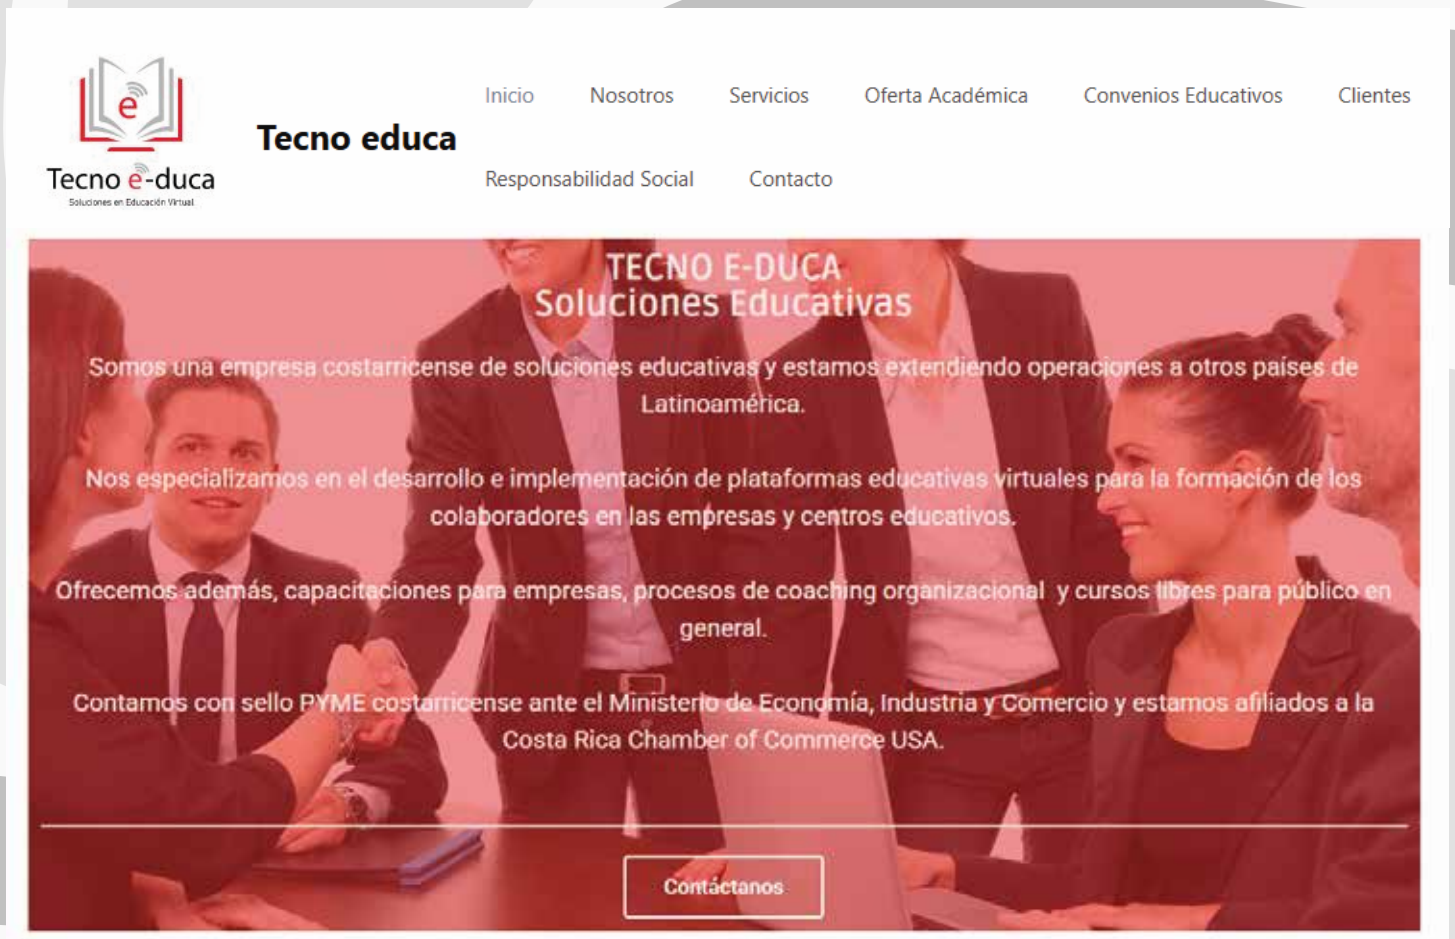 e
Tecno e-duca
Soluciones en Educación Virtual
Tecno educa
Inicio Nosotros Servicios Oferta Académica Convenios Educativos Clientes
Responsabilidad Social Contacto
TECNO E-DUCA
Soluciones Educativas
Somos una empresa costarricense de soluciones educativas y estamos extendiendo operaciones a otros países de
Latinoamérica.
Nos especializamos en el desarrollo e implementación de plataformas educativas virtuales para la formación de los
colaboradores en las empresas y centros educativos.
Ofrecemos además, capacitaciones para empresas, procesos de coaching organizacional y cursos libres para público en
general.
Contamos con sello PYME costarricense ante el Ministerio de Economía, Industria y Comercio y estamos afiliados a la
Costa Rica Chamber of Commerce USA.
Contáctanos